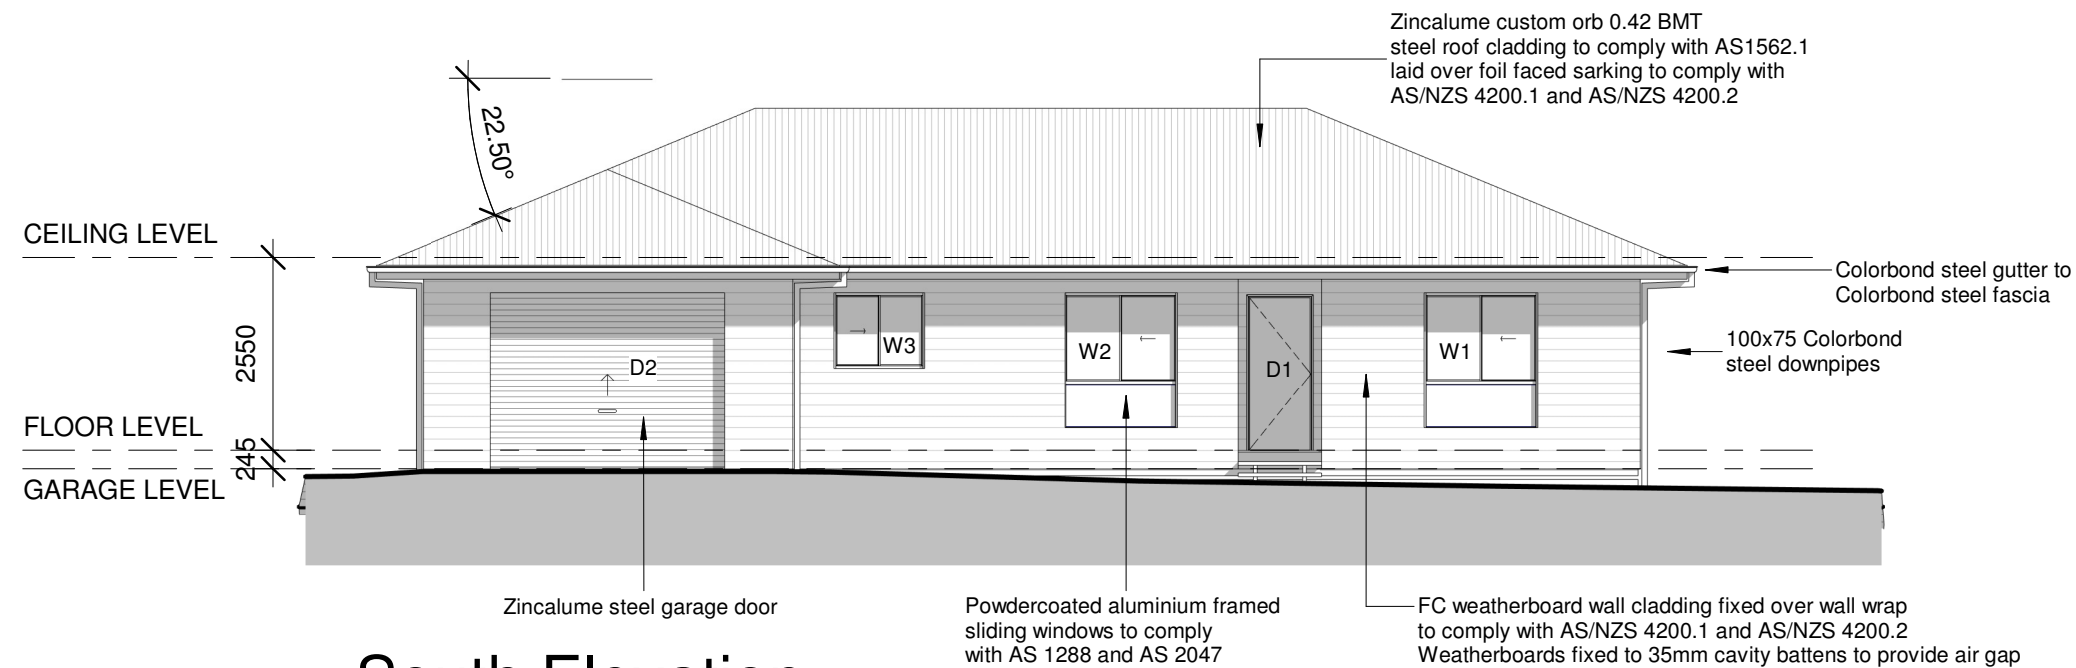 Zincalume custom orb 0.42 BMT
steel roof cladding to comply with AS1562.1
laid over foil faced sarking to comply with
AS/NZS 4200.1 and AS/NZS 4200.2
22.50°
CEILING LEVEL
Colorbond steel gutter to
Colorbond steel fascia
100x75 Colorbond
steel downpipes
2550
W3
W2
D1
W1
D2
FLOOR LEVEL
245
GARAGE LEVEL
Zincalume steel garage door
Powdercoated aluminium framed
sliding windows to comply
with AS 1288 and AS 2047
FC weatherboard wall cladding fixed over wall wrap
to comply with AS/NZS 4200.1 and AS/NZS 4200.2
Weatherboards fixed to 35mm cavity battens to provide air gap
South Elevation